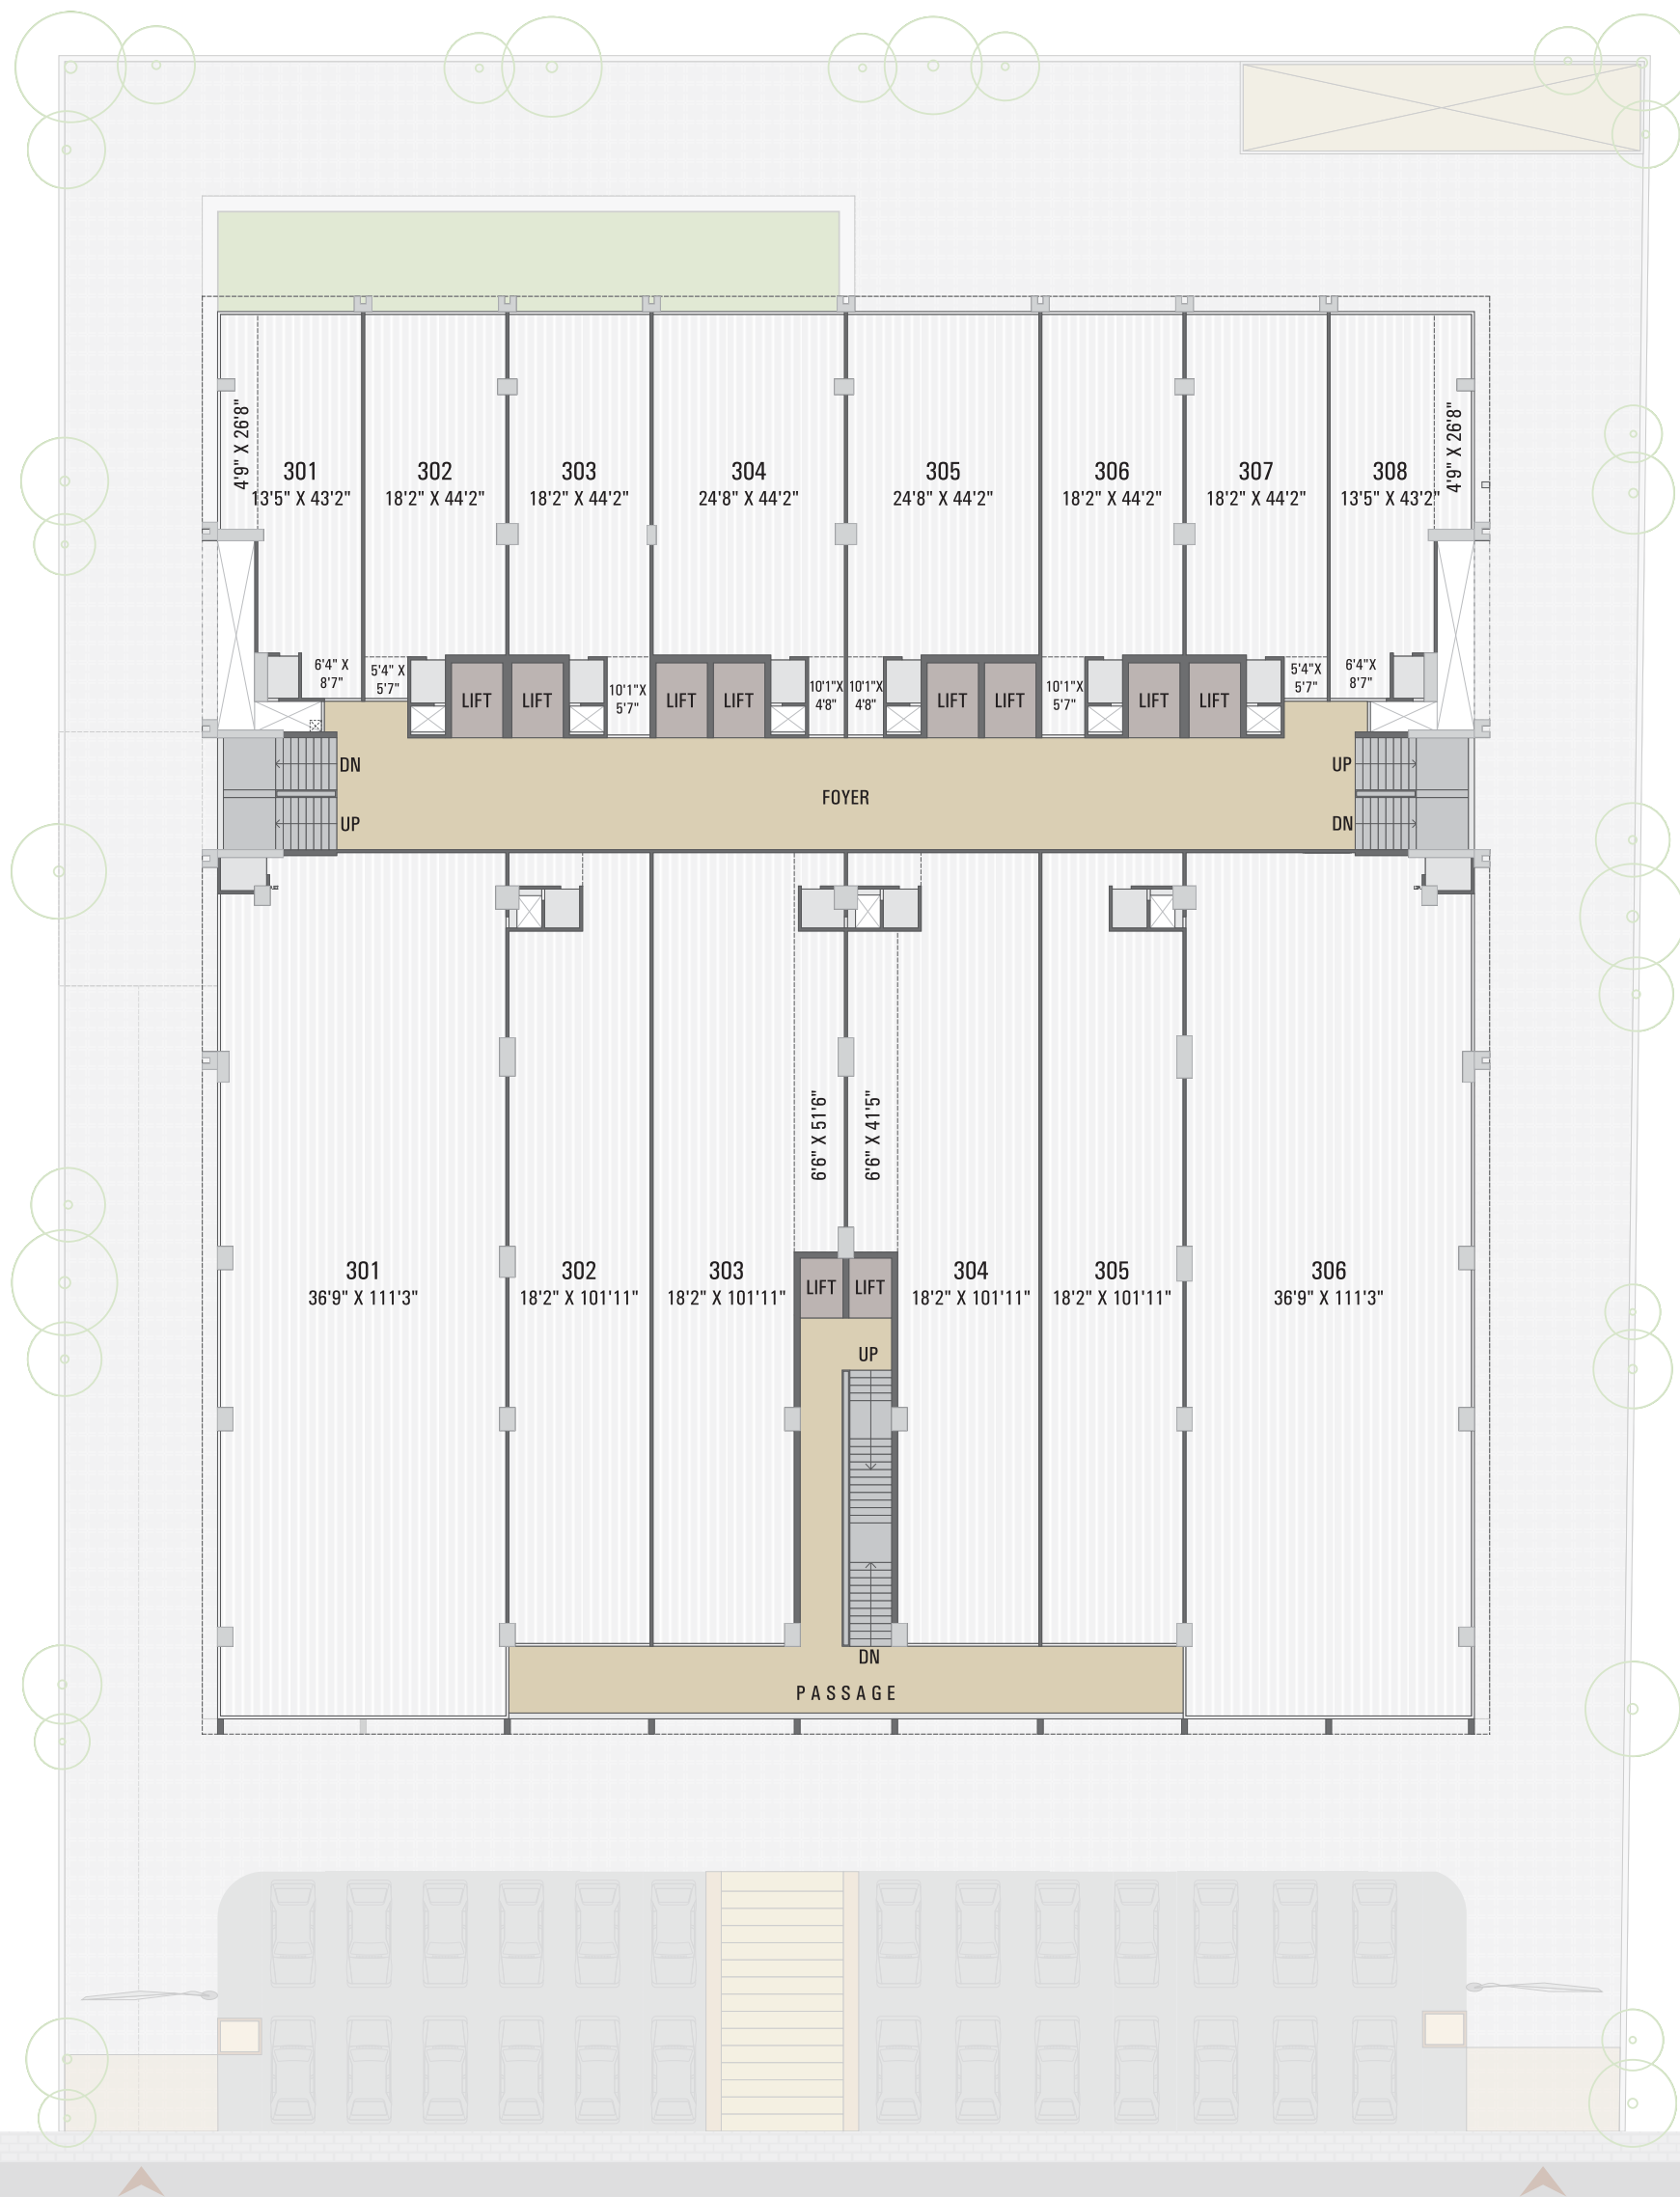 4'9" X 26'8"
301
13'5" X 43'2"
302
18'2" X 44'2"
303
18'2" X 44'2"
304
24'8" X 44'2"
305
24'8" X 44'2"
306
18'2" X 44'2"
307
18'2" X 44'2"
308
13'5" X 43'2"
4'9" X 26'8"
6'4" X
8'7"
5'4" X
5'7"
LIFT
LIFT
10'1"X
5'7"
LIFT
LIFT
10'1"X
4'8"
10'1"X
4'8"
LIFT
LIFT
10'1"X
5'7"
LIFT
LIFT
5'4"X
5'7"
6'4"X
8'7"
DN
UP
FOYER
UP
DN
6'6" X 51'6"
6'6" X 41'5"
301
36'9" X 111'3"
302
18'2" X 101'11"
303
18'2" X 101'11"
LIFT
LIFT
304
18'2" X 101'11"
305
18'2" X 101'11"
306
36'9" X 111'3"
UP
DN
PASSAGE